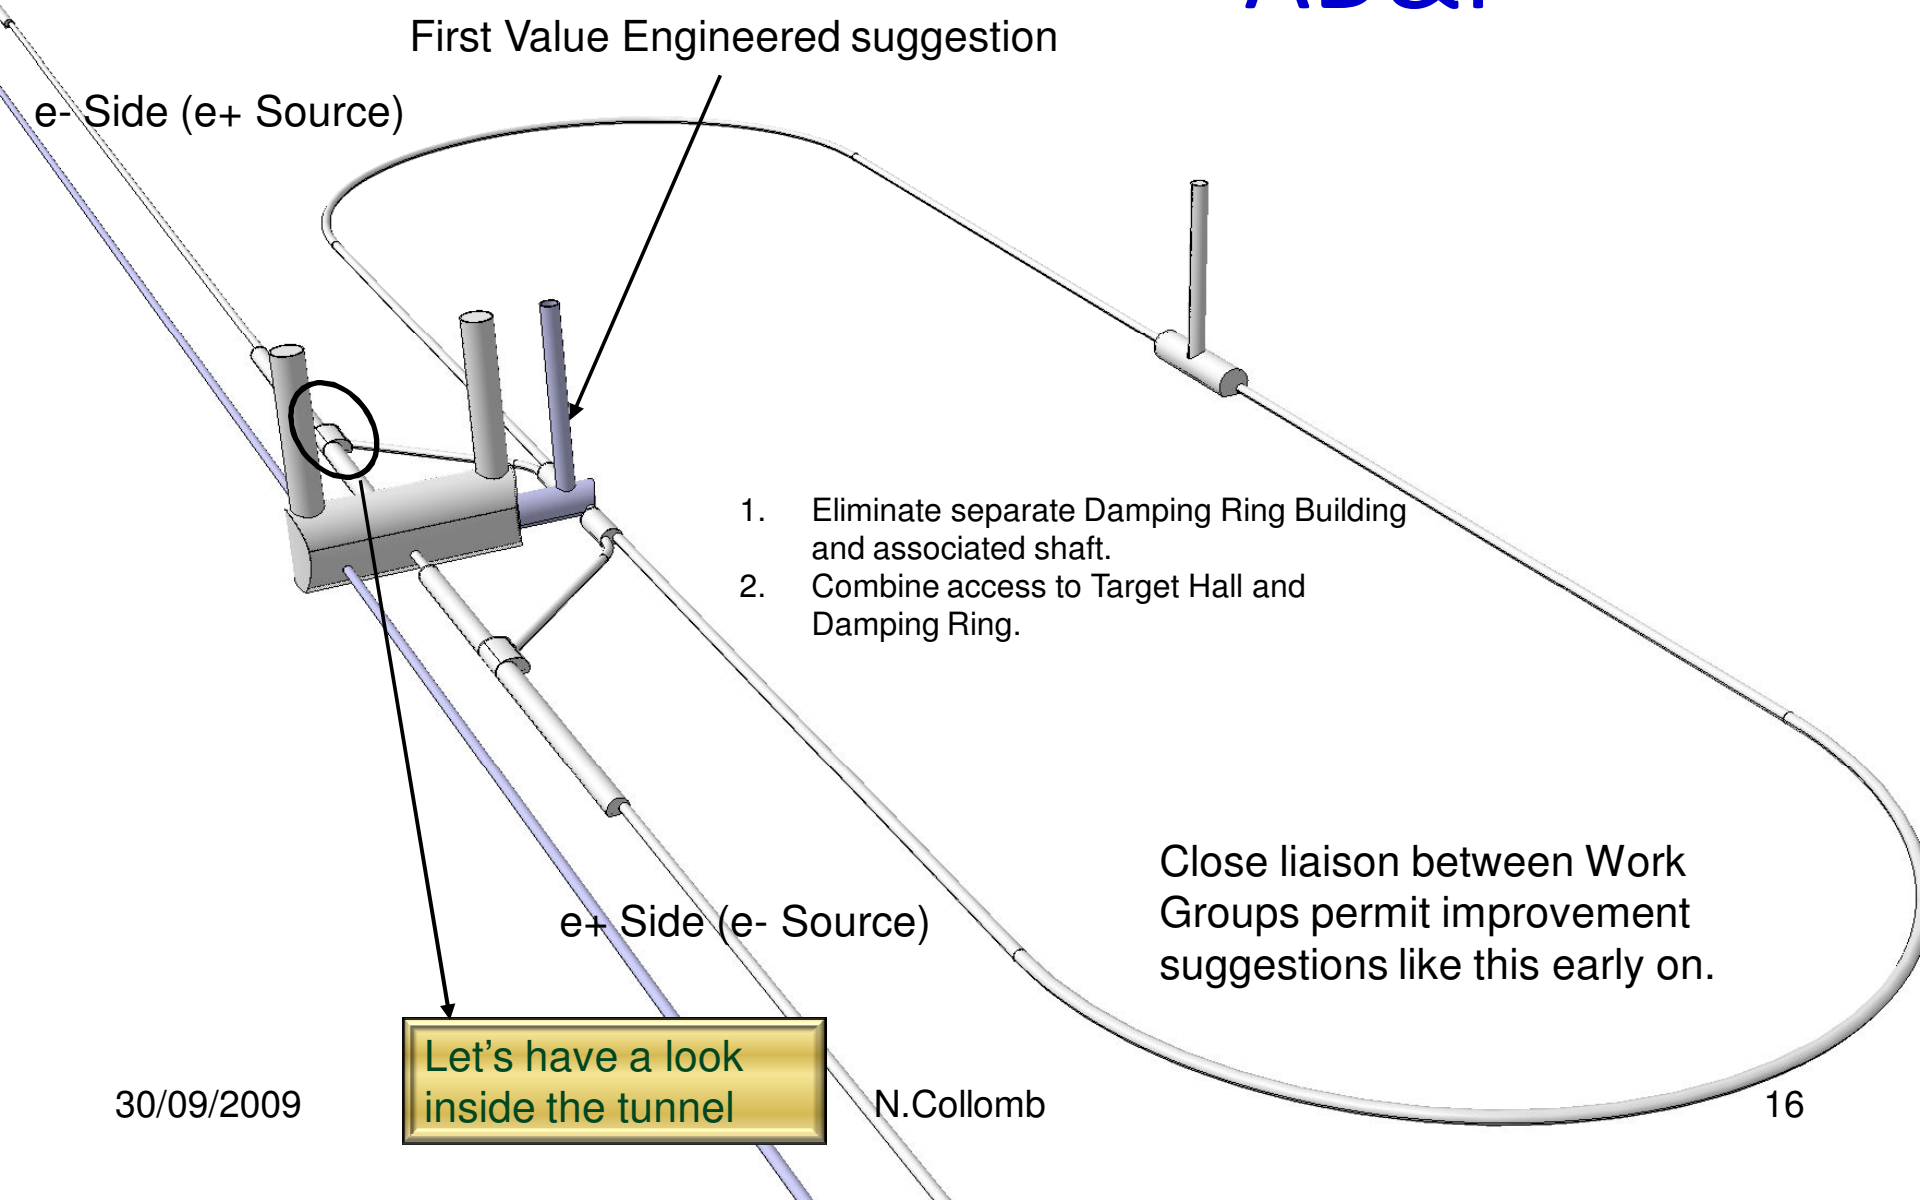 First Value Engineered suggestion
e- Side (e+ Source)
1. Eliminate separate Damping Ring Building
and associated shaft.
2. Combine access to Target Hall and
Damping Ring.
Close liaison between Work
Groups permit improvement
suggestions like this early on.
e+ Side (e- Source)
Let’s have a look
inside the tunnel
30/09/2009
N.Collomb
16